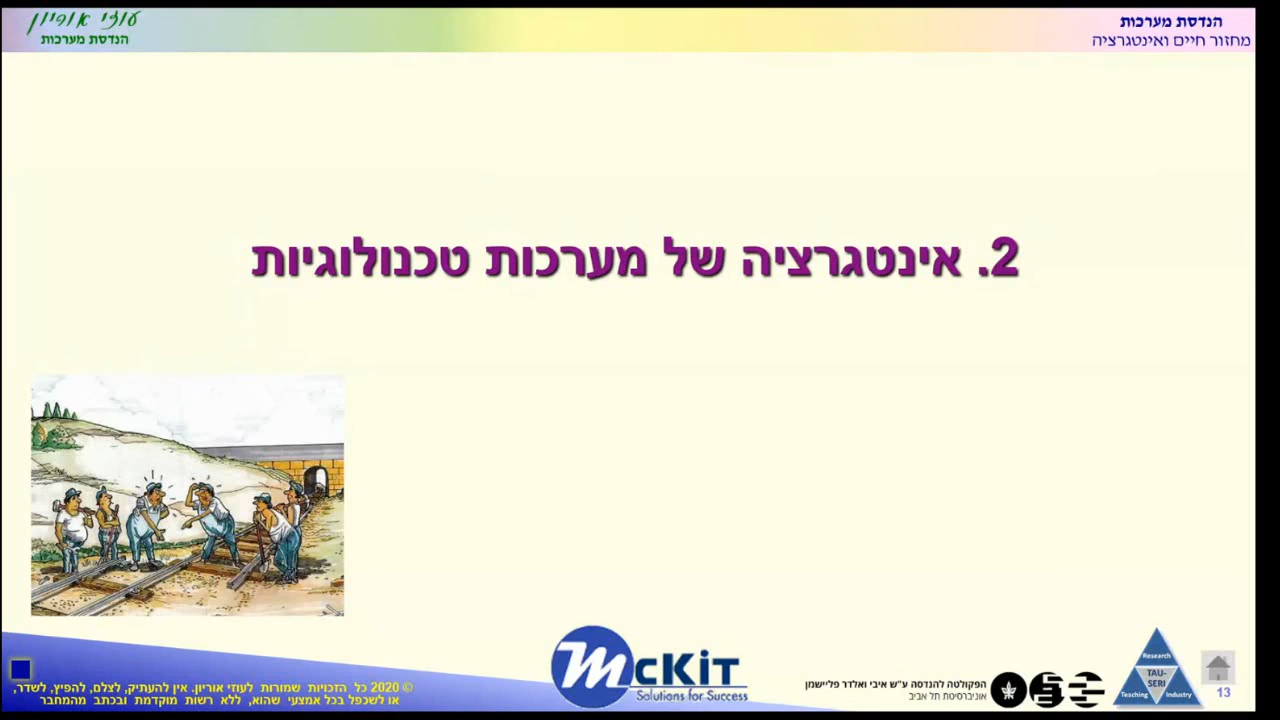 הנדסת מערכות
מחזור חיים ואינטגרציה
עוזי אוריון
הנדסת מערכות
2. אינטגרציה של מערכות טכנולוגיות
© 2020 כל הזכויות שמורות לעוזי אוריון. אין להעתיק, לצלם, להפיץ, לשדר,
או לשכפל בכל אמצעי שהוא, ללא רשות מוקדמת ובכתב מהמחבר
McKiT
Solutions for Success
הפקולטה להנדסה ע"ש איבי ואלדר פליישמן
אוניברסיטת תל אביב
Research
TAU-
SERI
Teaching Industry
13